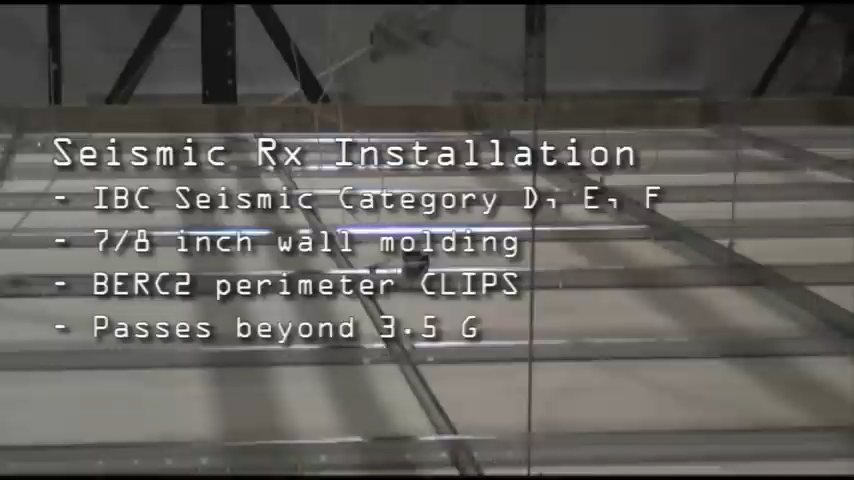 Seismic Rx Installation
- IBC Seismic Category D, E, F
- 7/8 inch wall molding
- BERC2 perimeter CLIPS
- Passes beyond 3.5 G